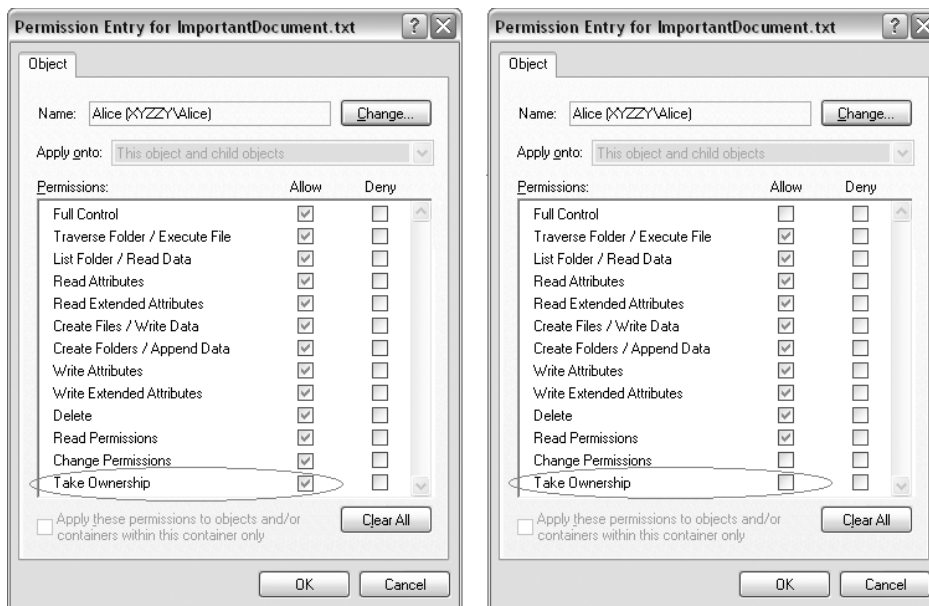 Permission Entry for ImportantDocument.txt
Object
Name: Alice (XYZZY\Alice) Change...
Apply onto: This object and child objects
Permissions: Allow Deny
Full Control
Traverse Folder / Execute File
List Folder / Read Data
Read Attributes
Read Extended Attributes
Create Files / Write Data
Create Folders / Append Data
Write Attributes
Write Extended Attributes
Delete
Read Permissions
Change Permissions
Take Ownership
Apply these permissions to objects and/or
containers within this container only
Clear All
OK Cancel
Permission Entry for ImportantDocument.txt
Object
Name: Alice (XYZZY\Alice) Change...
Apply onto: This object and child objects
Permissions: Allow Deny
Full Control
Traverse Folder / Execute File
List Folder / Read Data
Read Attributes
Read Extended Attributes
Create Files / Write Data
Create Folders / Append Data
Write Attributes
Write Extended Attributes
Delete
Read Permissions
Change Permissions
Take Ownership
Apply these permissions to objects and/or
containers within this container only
Clear All
OK Cancel